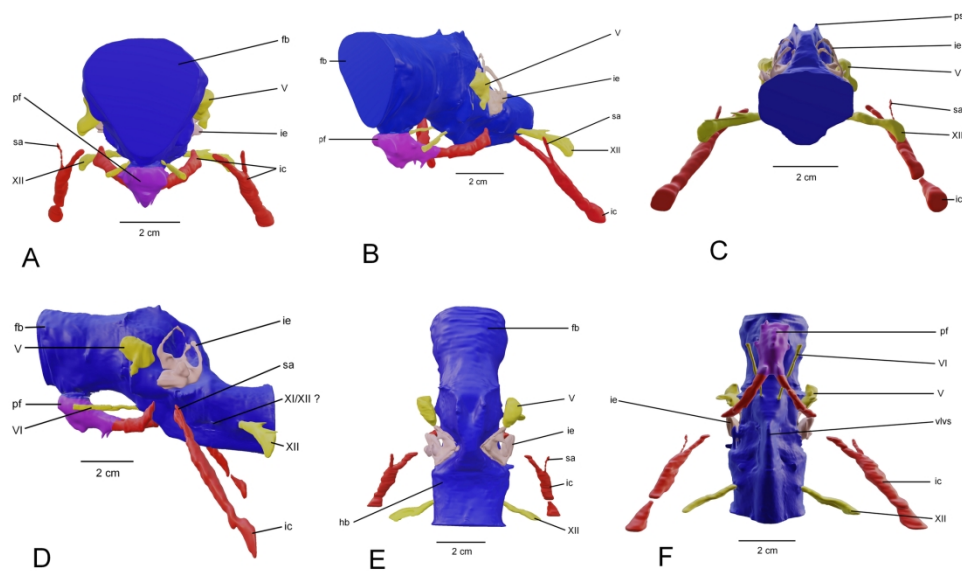 fb
pf
V
sa
ie
XII
ic
2 cm
A
fb
V
ie
pf
sa
XII
ic
2 cm
B
ps
ie
V
sa
XII
ic
2 cm
C
fb
V
ie
sa
pf
XI/XII ?
VI
XII
2 cm
ic
D
fb
V
ie
sa
ic
hb
XII
2 cm
E
pf
VI
V
ie
vlvs
ic
XII
2 cm
F